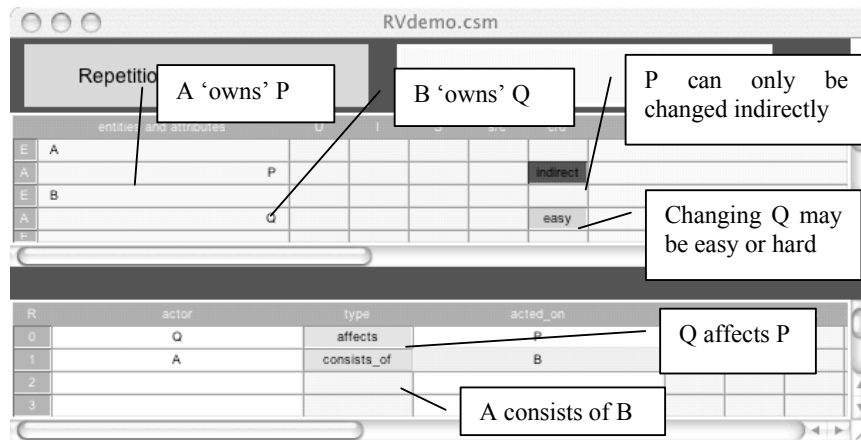 RVdemo.csm
Repetitio
A ‘owns’ P
B ‘owns’ Q
P can only be
changed indirectly
entities and attributes
E A
A P indirect
E B
A Q easy
Changing Q may
be easy or hard
R actor type acted_on
0 Q affects P
1 A consists_of B
2
3
Q affects P
A consists of B